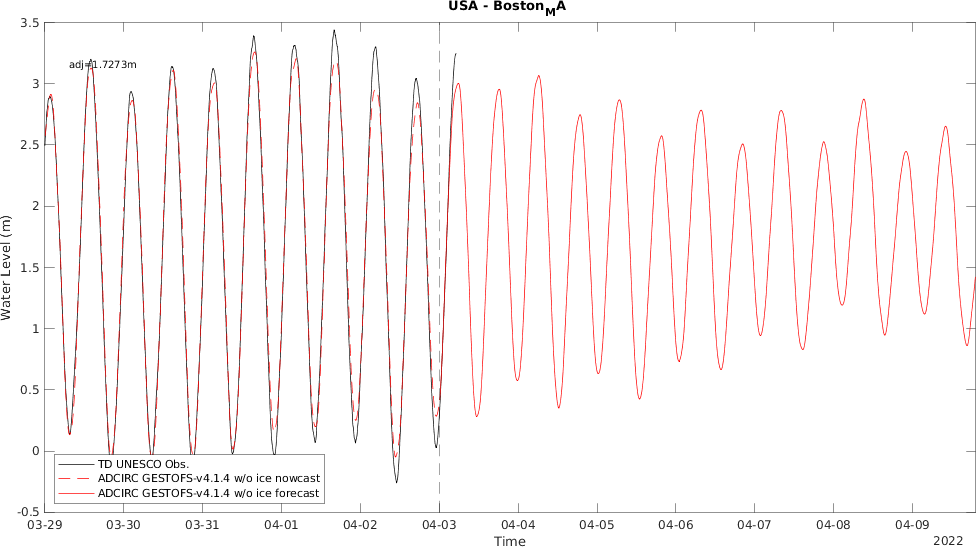 USA - Boston_MA
3.5
adj=1.7273m
3
2.5
2
Water Level (m)
1.5
1
0.5
0
TD UNESCO Obs.
ADCIRC GESTOFS-v4.1.4 w/o ice nowcast
ADCIRC GESTOFS-v4.1.4 w/o ice forecast
-0.5
03-29 03-30 03-31 04-01 04-02 04-03 04-04 04-05 04-06 04-07 04-08 04-09
Time
2022